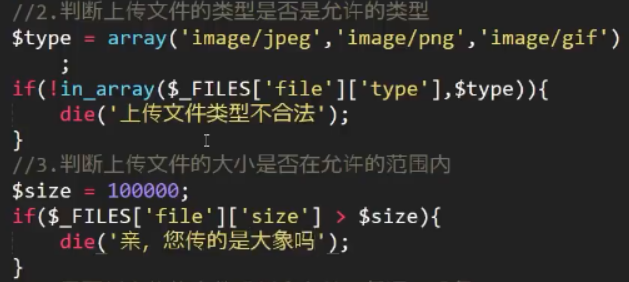 //2.判断上传文件的类型是否是允许的类型
$type = array('image/jpeg','image/png','image/gif')
;
if(!in_array($_FILES['file']['type'],$type)){
die('上传文件类型不合法');
}
//3.判断上传文件的大小是否在允许的范围内
$size = 100000;
if($_FILES['file']['size'] > $size){
die('亲，您传的是大象吗');
}